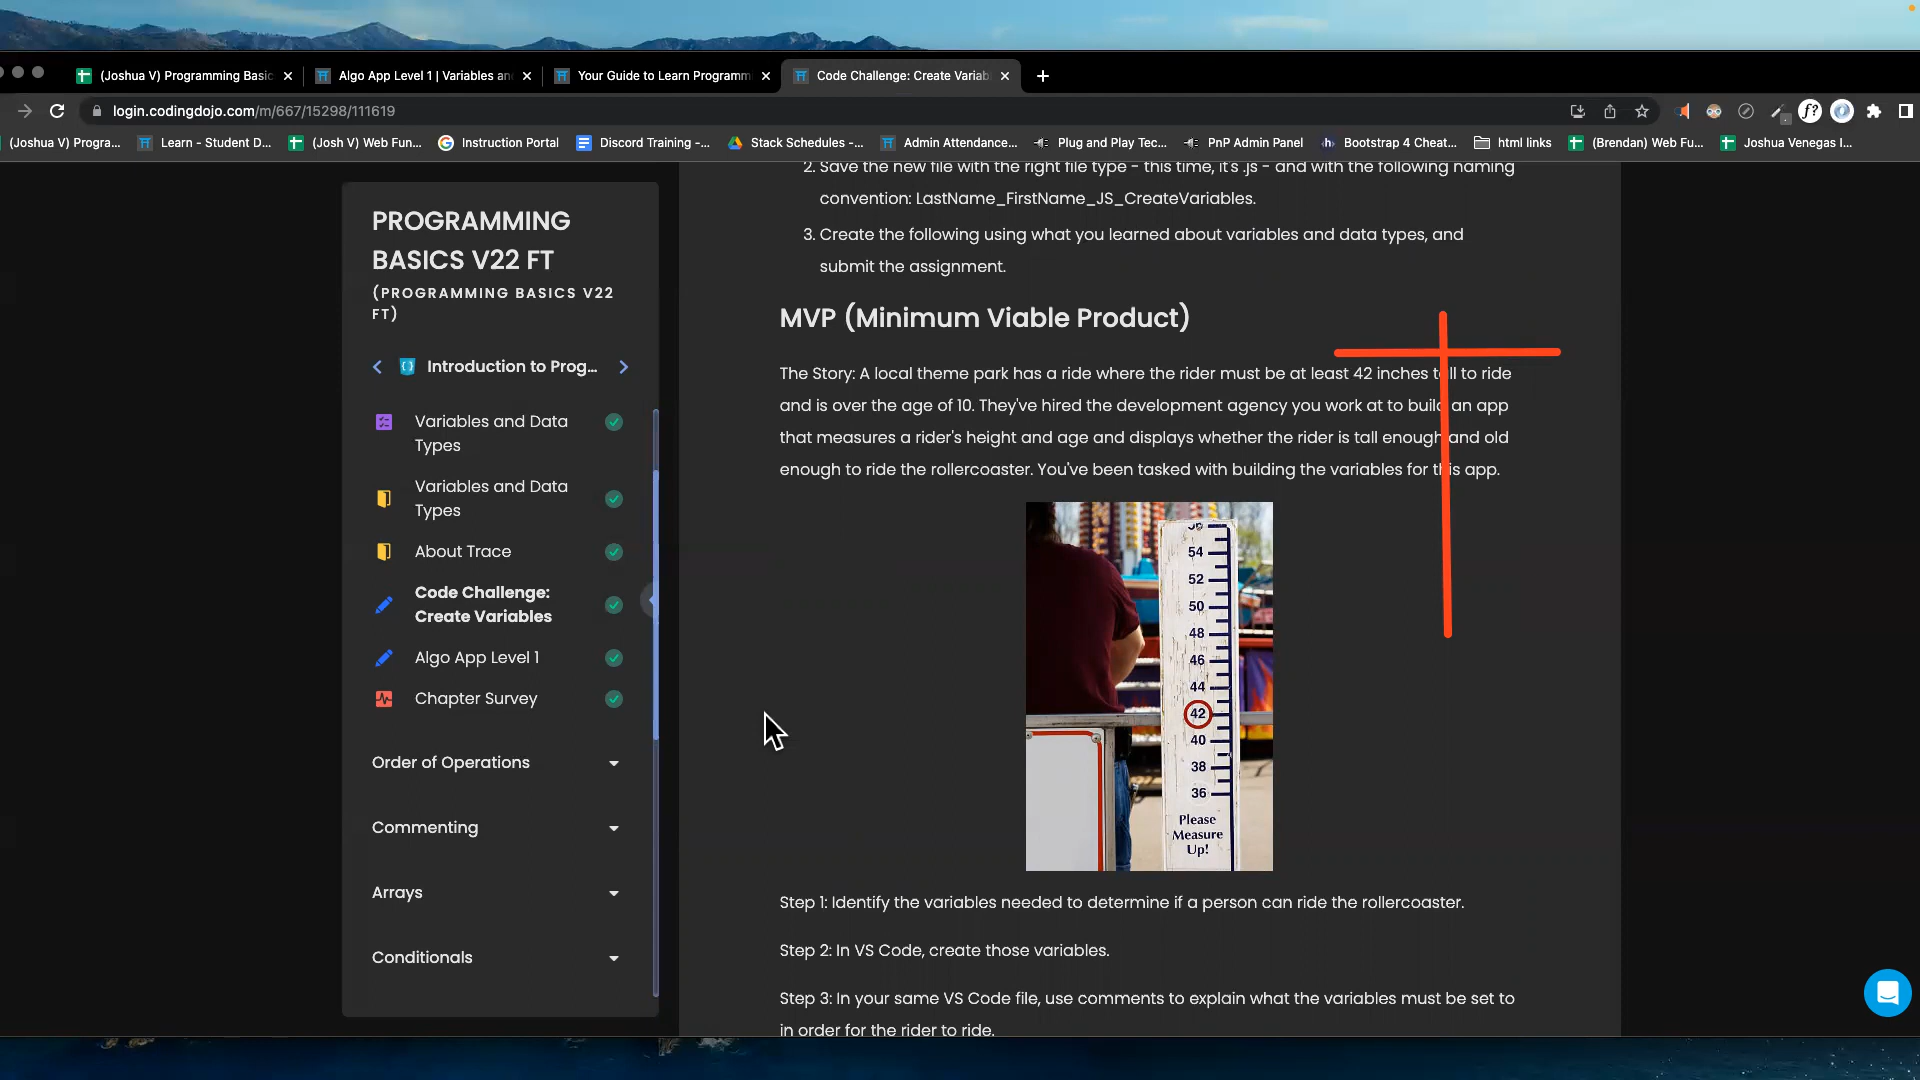 (Joshua V) Programming Basic
Algo App Level 1 | Variables an
Your Guide to Learn Programm
Code Challenge: Create Variab
login.codingdojo.com/m/667/15298/111619
f?
(Joshua V) Progra...
Learn - Student D...
(Josh V) Web Fun...
Instruction Portal
Discord Training -...
Stack Schedules -...
Admin Attendance...
Plug and Play Tec...
PnP Admin Panel
Bootstrap 4 Cheat...
html links
(Brendan) Web Fu...
Joshua Venegas I...
PROGRAMMING
BASICS V22 FT
(PROGRAMMING BASICS V22
FT)
Introduction to Prog...
Variables and Data
Types
Variables and Data
Types
About Trace
Code Challenge:
Create Variables
Algo App Level 1
Chapter Survey
Order of Operations
Commenting
Arrays
Conditionals
2. Save the new file with the right file type - this time, it's .js - and with the following naming
convention: LastName_FirstName_JS_CreateVariables.
3. Create the following using what you learned about variables and data types, and
submit the assignment.
MVP (Minimum Viable Product)
The Story: A local theme park has a ride where the rider must be at least 42 inches tall to ride
and is over the age of 10. They've hired the development agency you work at to build an app
that measures a rider's height and age and displays whether the rider is tall enough and old
enough to ride the rollercoaster. You've been tasked with building the variables for this app.
56
54
52
50
48
46
44
42
40
38
36
Please
Measure
Up!
Step 1: Identify the variables needed to determine if a person can ride the rollercoaster.
Step 2: In VS Code, create those variables.
Step 3: In your same VS Code file, use comments to explain what the variables must be set to
in order for the rider to ride.